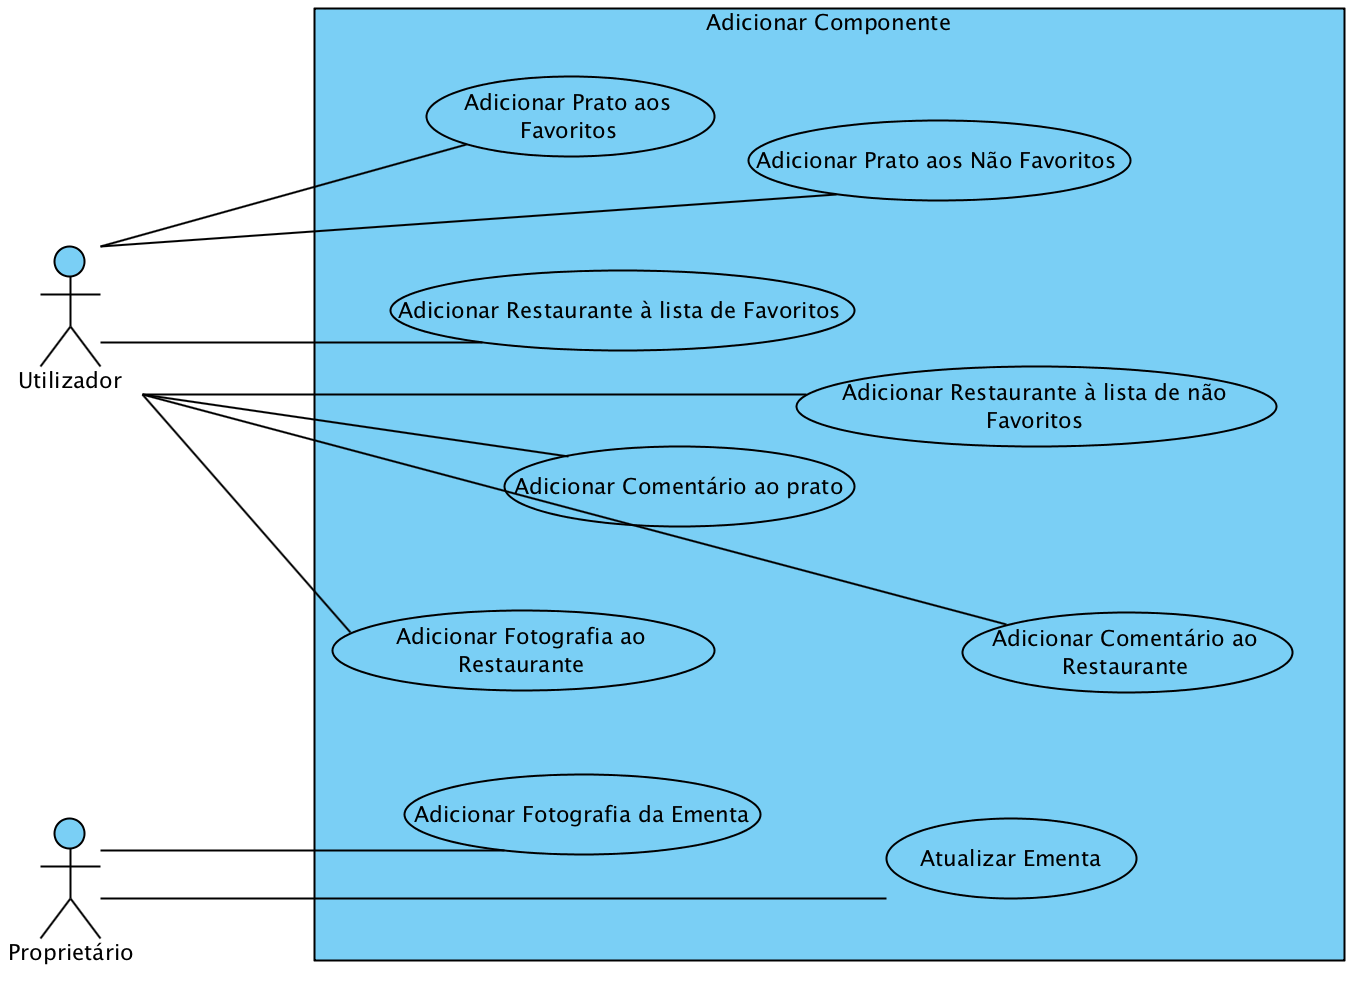 Adicionar Componente
Adicionar Prato aos
Favoritos
Adicionar Prato aos Não Favoritos
Adicionar Restaurante à lista de Favoritos
Utilizador
Adicionar Restaurante à lista de não
Favoritos
Adicionar Comentário ao prato
Adicionar Fotografia ao
Restaurante
Adicionar Comentário ao
Restaurante
Adicionar Fotografia da Ementa
Atualizar Ementa
Proprietário